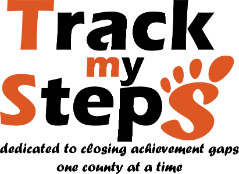 Track
my
Steps
dedicated to closing achievement gaps
one county at a time